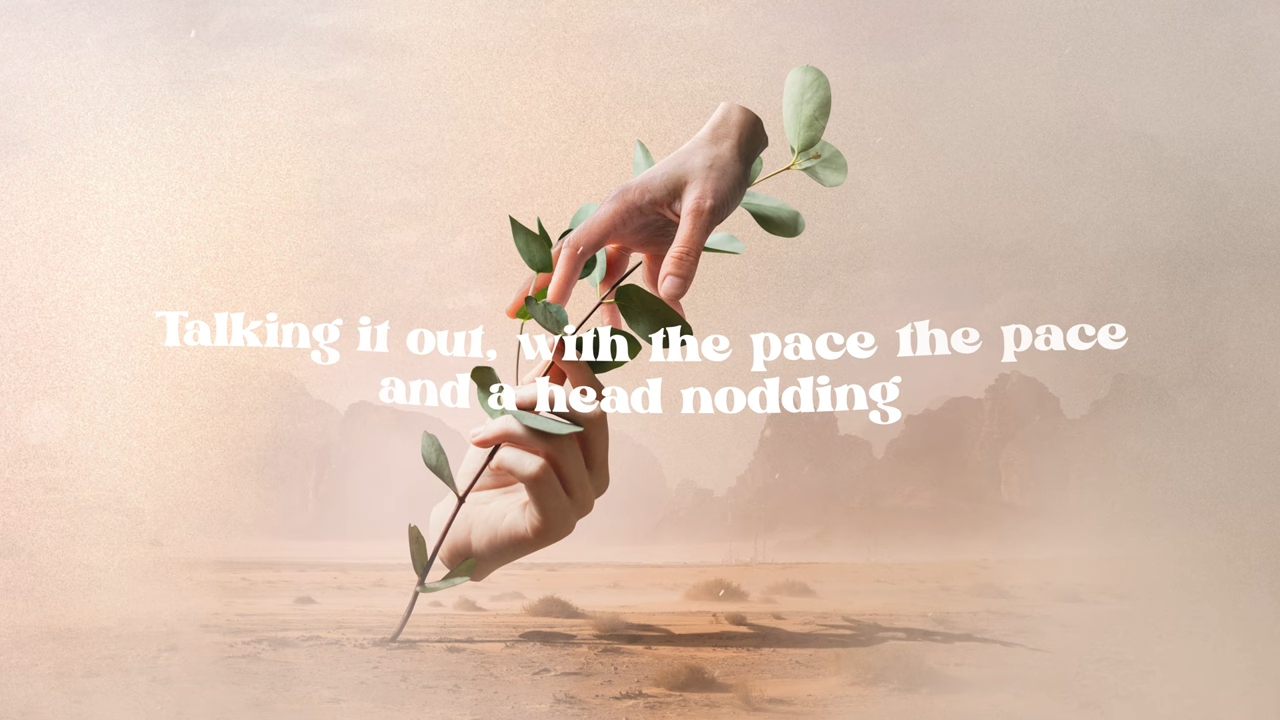 Talking it out, with the pace the pace
and a head nodding